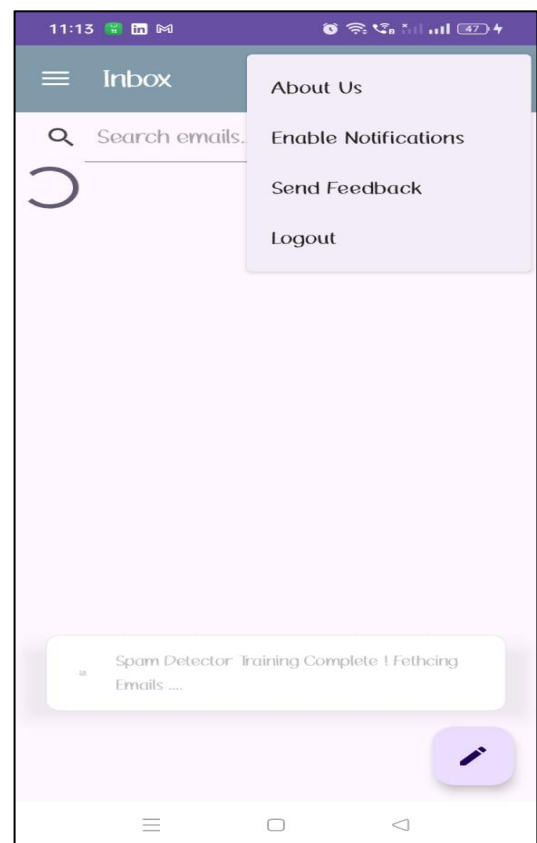 11:13 in 47
Inbox
About Us
Search emails..
Enable Notifications
Send Feedback
Logout
Spam Detector Training Complete ! Fethcing
Emails ....